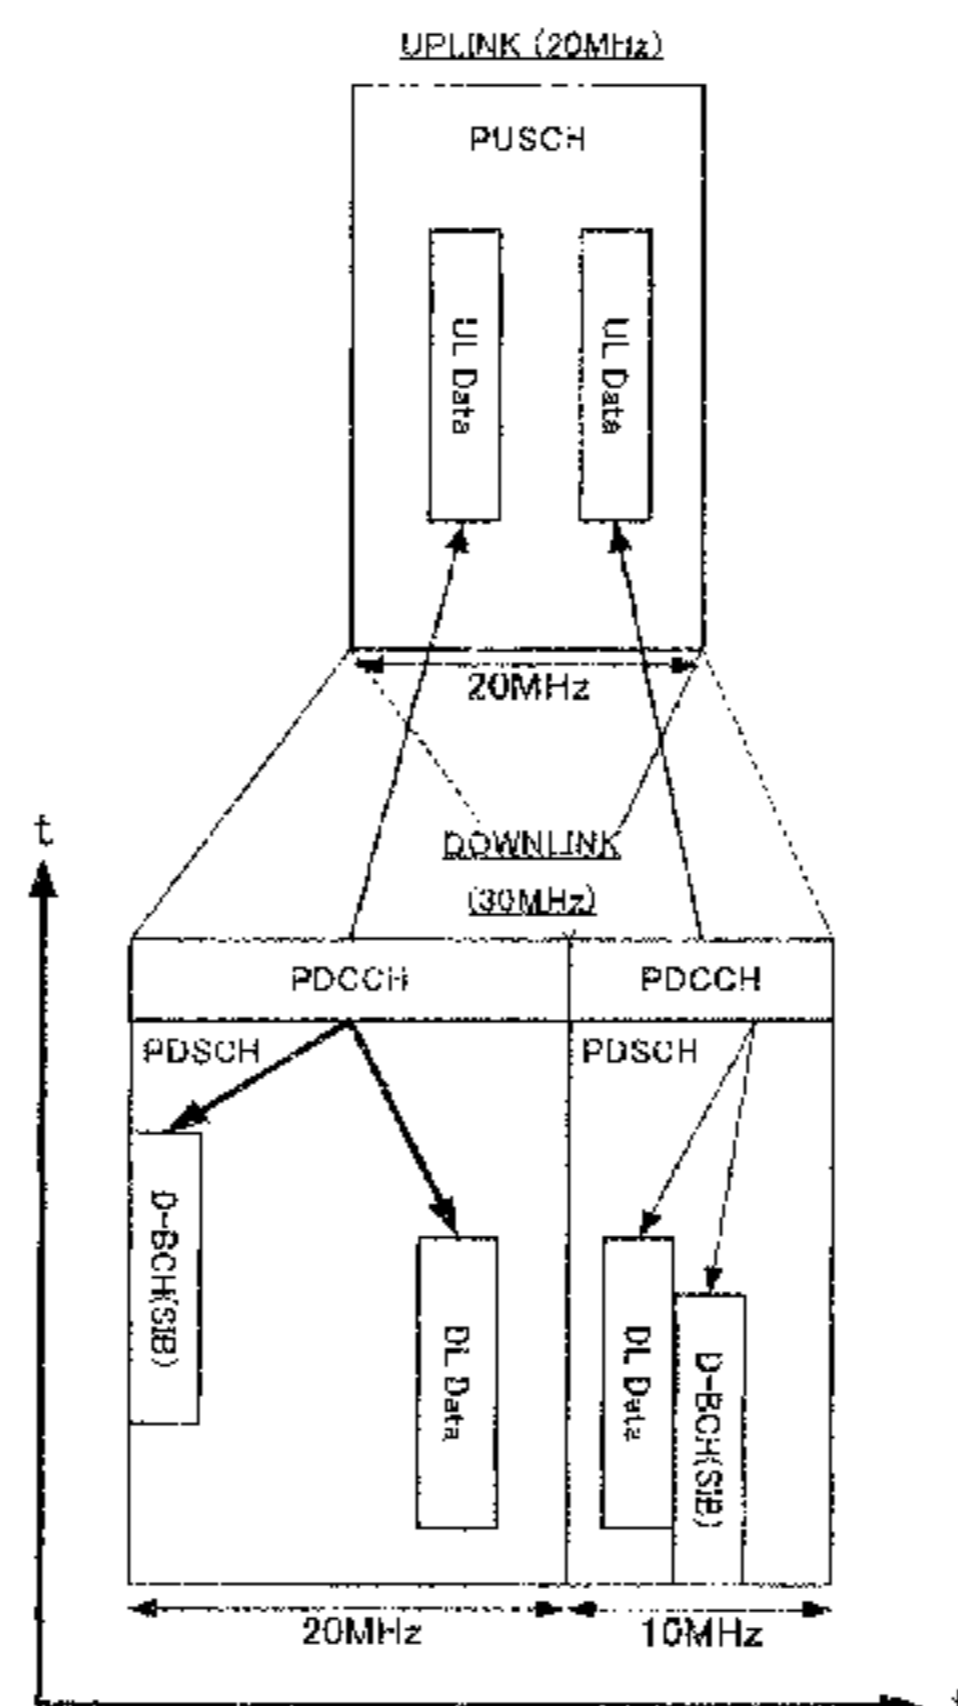 UPLINK (20MHz)
PUSCH
UL Data
UL Data
20MHz
t
DOWNLINK
(30MHz)
PDCCH
PDCCH
PDSCH
PDSCH
D-BCH(SIB)
DL Data
DL Data
D-BCH(SIB)
20MHz
10MHz